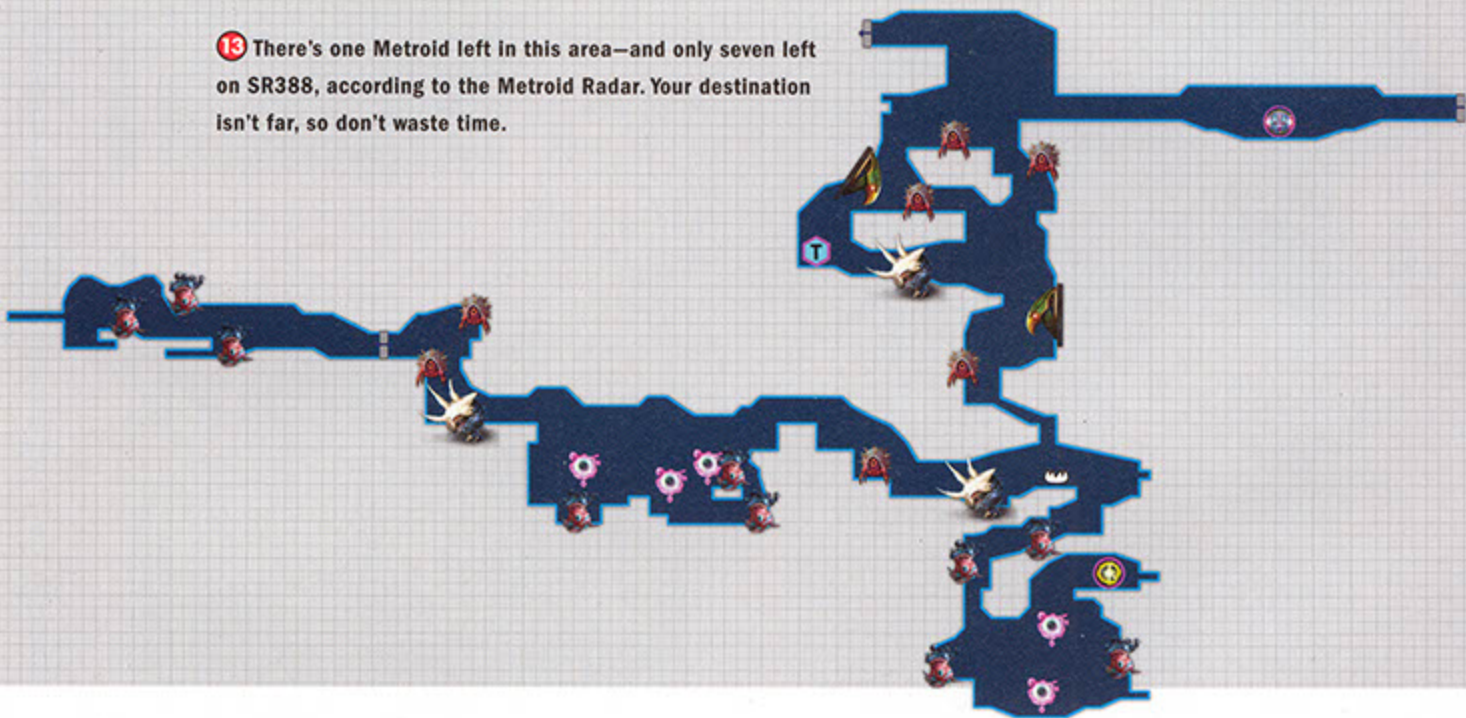 13 There's one Metroid left in this area—and only seven left
on SR388, according to the Metroid Radar. Your destination
isn't far, so don't waste time.
T